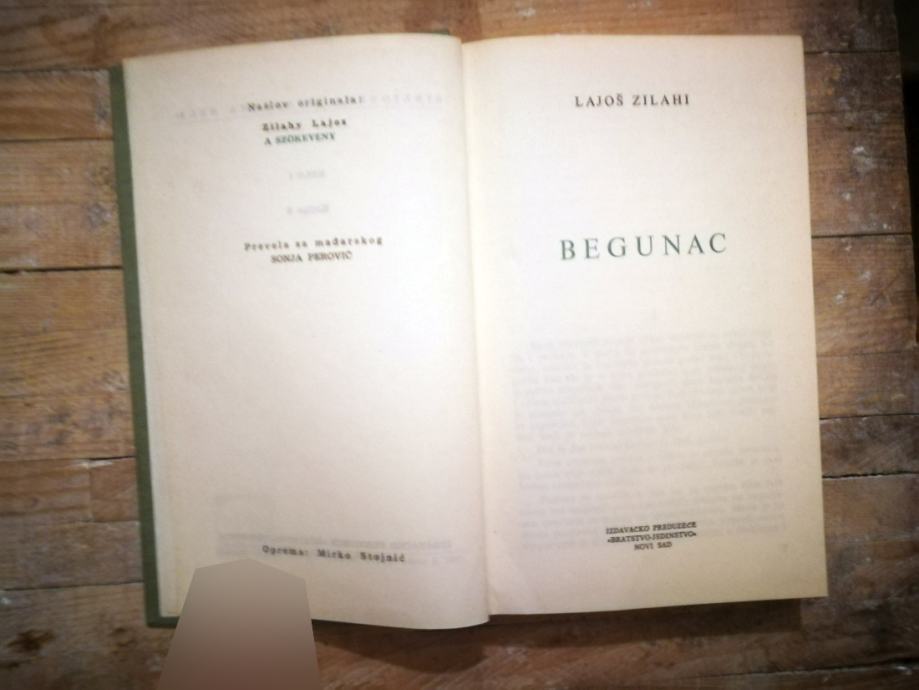 Naslov originala:
Zilahy Lajos
A SZÖKEVÉNY
Prevela sa mađarskog
SONJA PEROVIĆ
Oprema: Mirko Stojnić
LAJOŠ ZILAHI
BEGUNAC
IZDAVAČKO PREDUZEĆE
»BRATSTVO-JEDINSTVO«
NOVI SAD